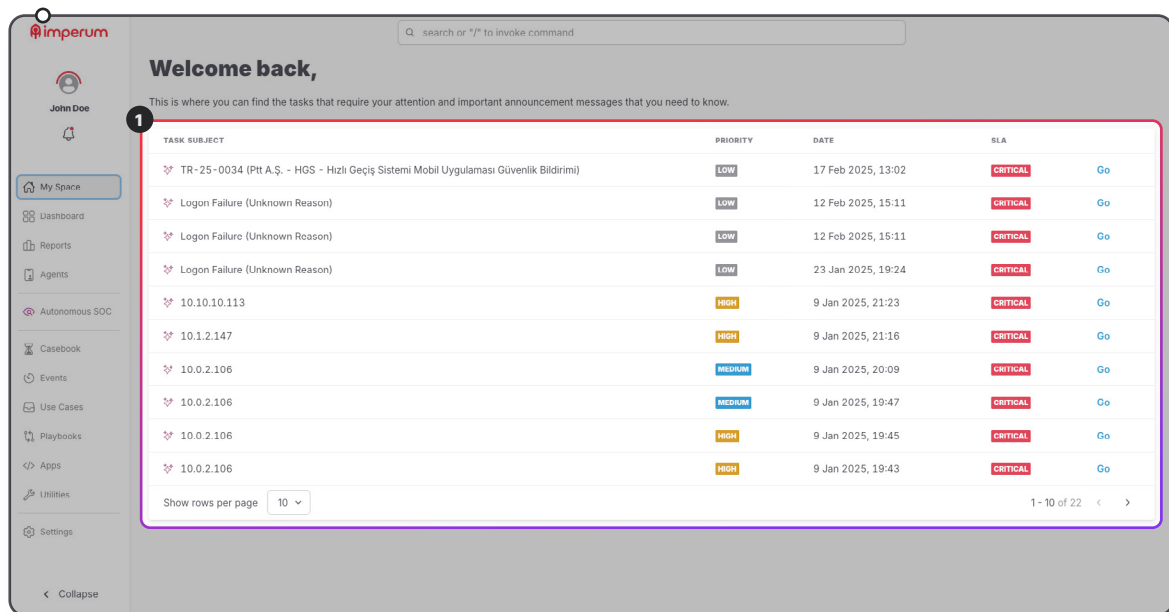 imperum
search or "/" to invoke command
John Doe
My Space
Dashboard
Reports
Agents
Autonomous SOC
Casebook
Events
Use Cases
Playbooks
</> Apps
Utilities
Settings
Collapse
Welcome back,
This is where you can find the tasks that require your attention and important announcement messages that you need to know.
1
TASK SUBJECT PRIORITY DATE SLA
TR-25-0034 (Ptt A.Ş. - HGS - Hızlı Geçiş Sistemi Mobil Uygulaması Güvenlik Bildirimi) LOW 17 Feb 2025, 13:02 CRITICAL Go
Logon Failure (Unknown Reason) LOW 12 Feb 2025, 15:11 CRITICAL Go
Logon Failure (Unknown Reason) LOW 12 Feb 2025, 15:11 CRITICAL Go
Logon Failure (Unknown Reason) LOW 23 Jan 2025, 19:24 CRITICAL Go
10.10.10.113 HIGH 9 Jan 2025, 21:23 CRITICAL Go
10.1.2.147 HIGH 9 Jan 2025, 21:16 CRITICAL Go
10.0.2.106 MEDIUM 9 Jan 2025, 20:09 CRITICAL Go
10.0.2.106 MEDIUM 9 Jan 2025, 19:47 CRITICAL Go
10.0.2.106 HIGH 9 Jan 2025, 19:45 CRITICAL Go
10.0.2.106 HIGH 9 Jan 2025, 19:43 CRITICAL Go
Show rows per page 10 1 - 10 of 22